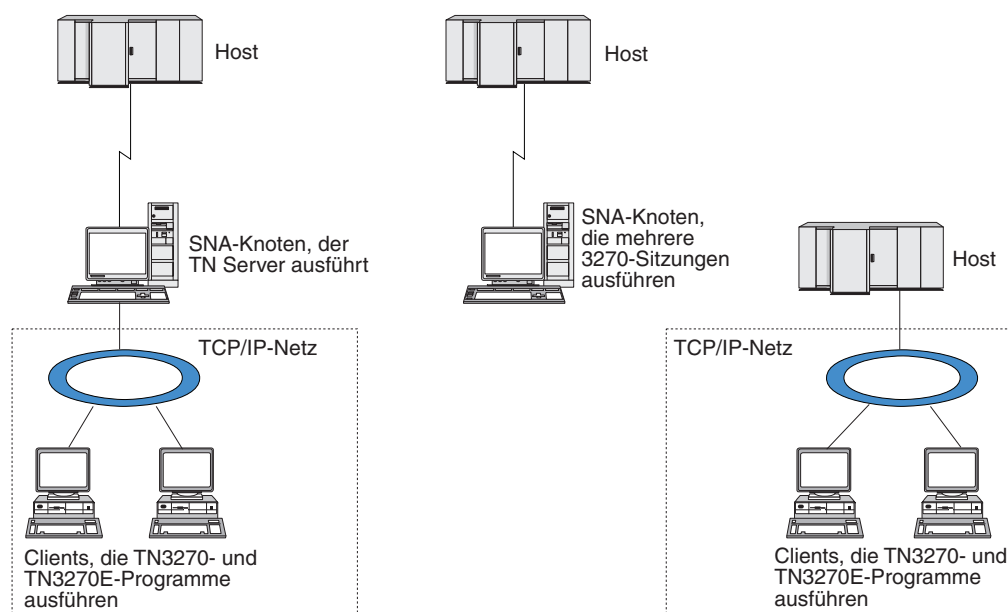 Host
Host
SNA-Knoten, der
TN Server ausführt
SNA-Knoten,
die mehrere
3270-Sitzungen
ausführen
Host
TCP/IP-Netz
TCP/IP-Netz
Clients, die TN3270- und
TN3270E-Programme
ausführen
Clients, die TN3270- und
TN3270E-Programme
ausführen